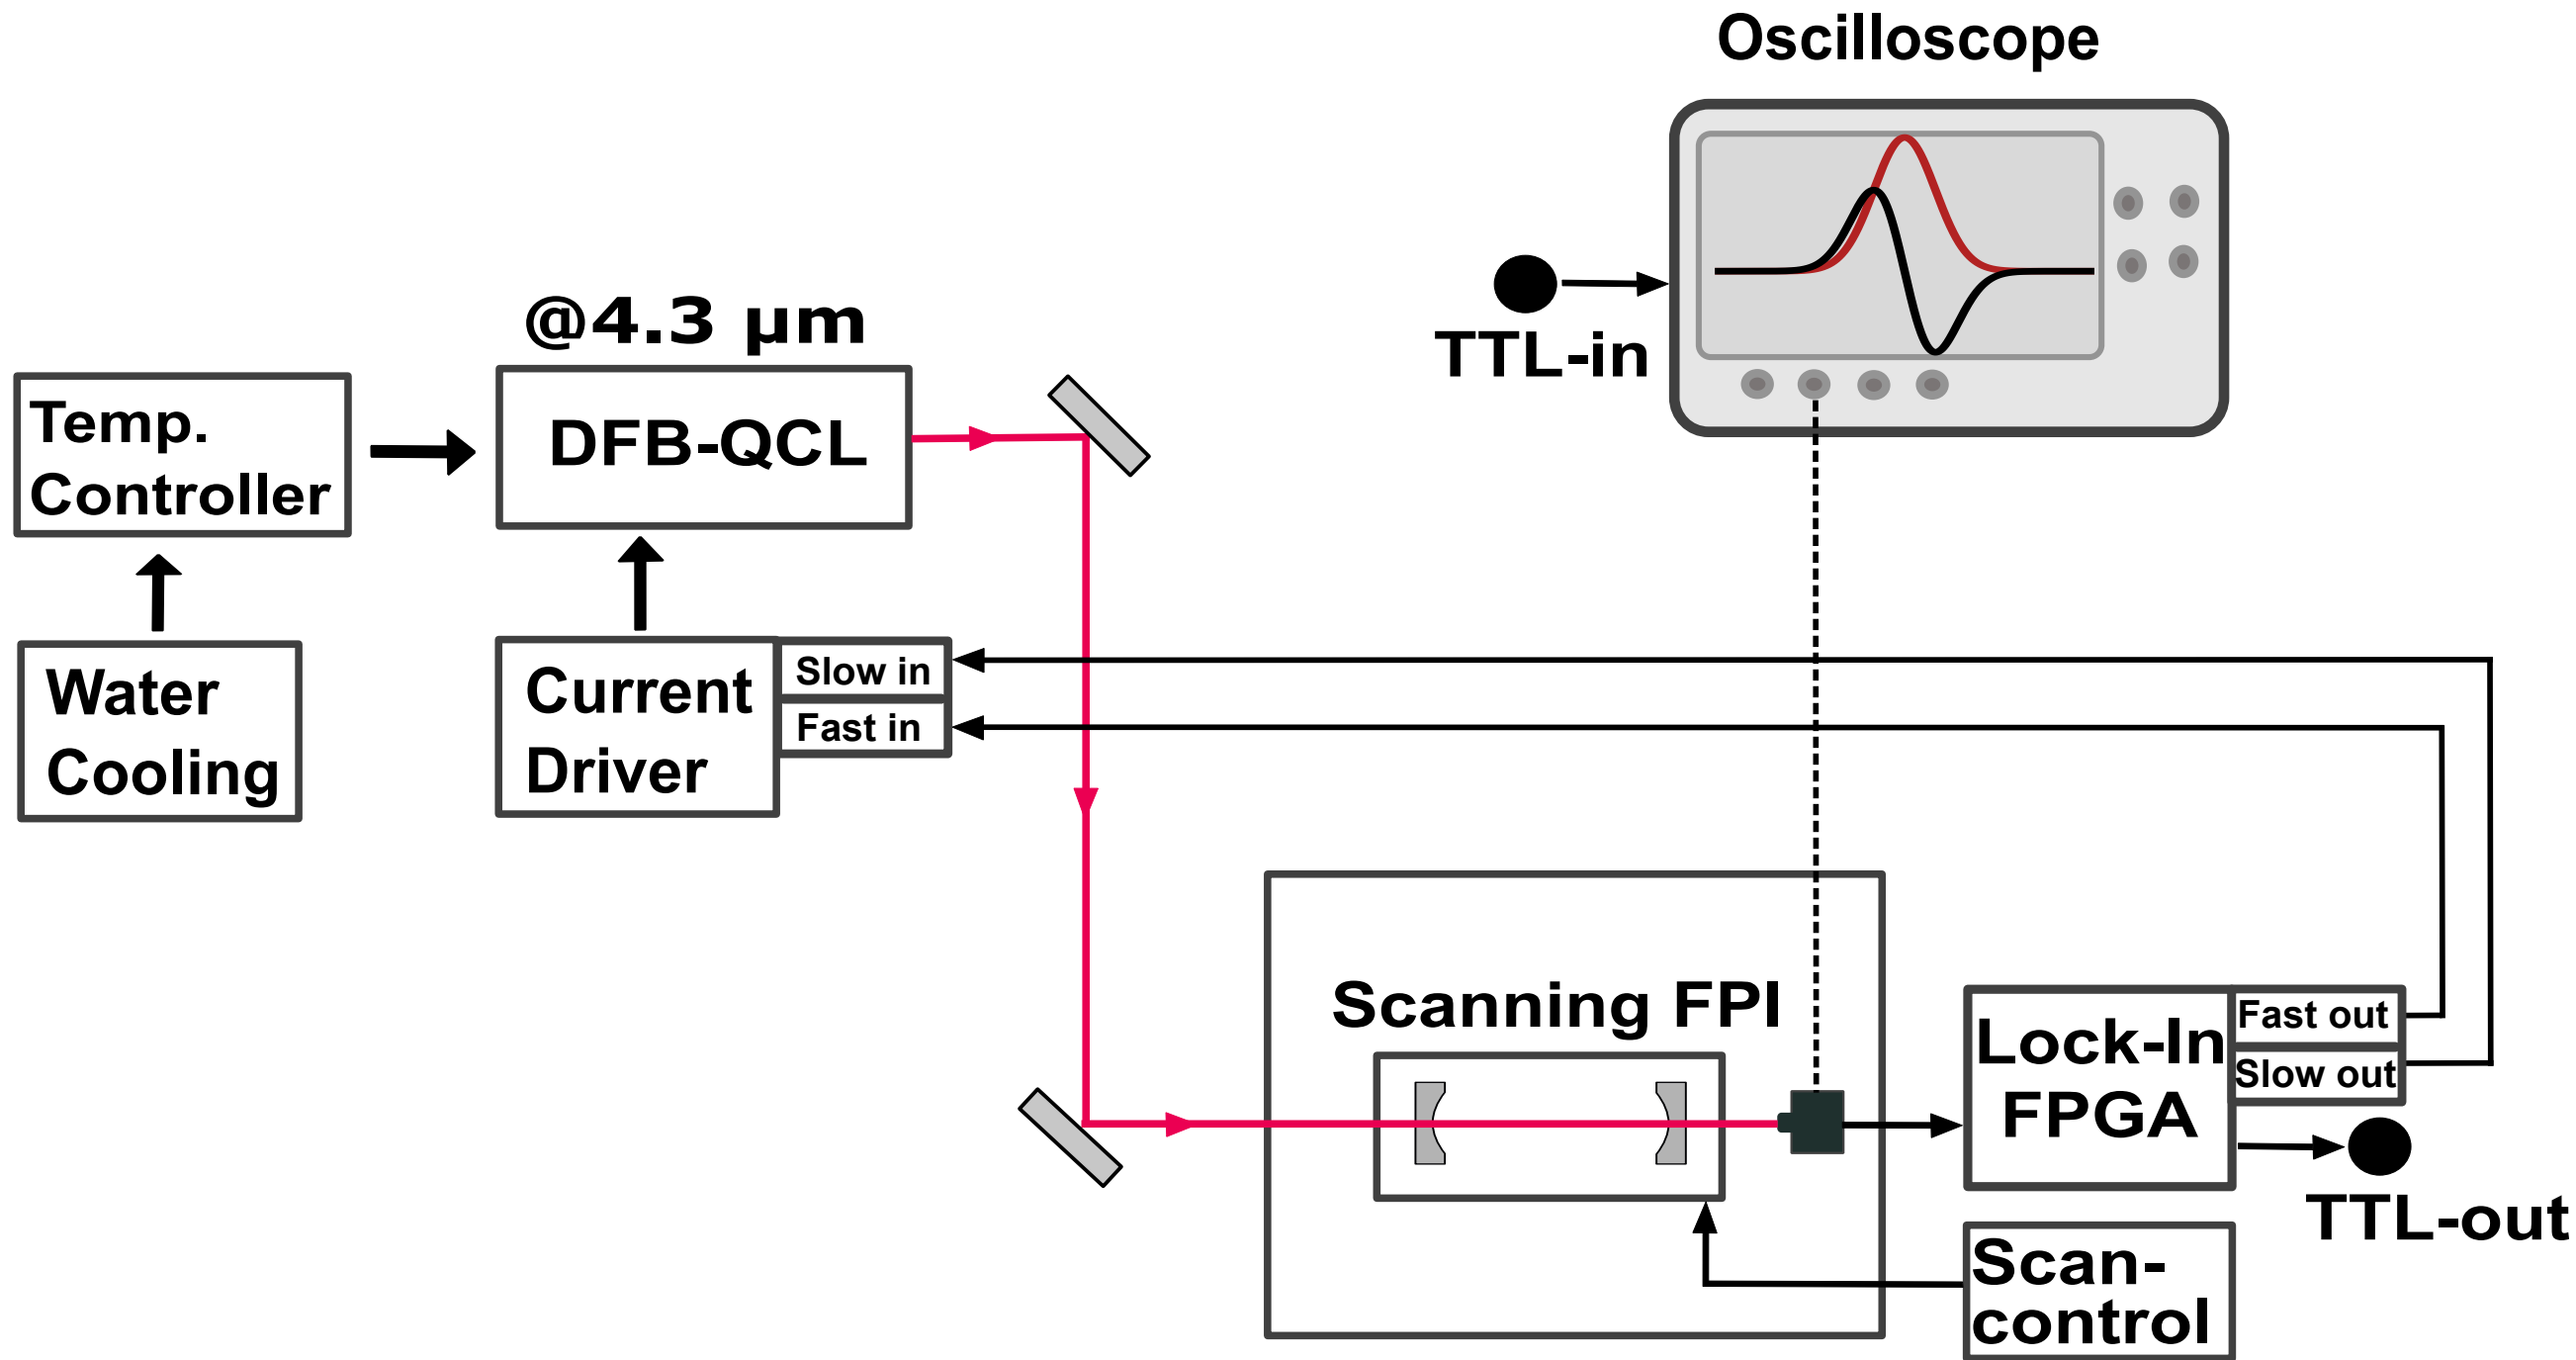 Oscilloscope
TTL-in
@4.3 µm
DFB-QCL
Temp.
Controller
Water
Cooling
Current
Driver
Slow in
Fast in
Scanning FPI
Lock-In
FPGA
Fast out
Slow out
TTL-out
Scan-
control